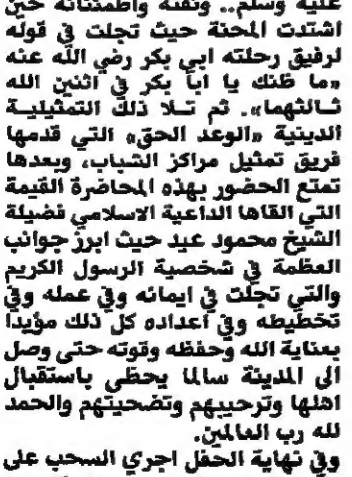 عليه وسلم.. وثقته واطمئنانه حين
اشتدت المحنة حيث تجلت في قوله
لرفيق رحلته ابي بكر رضي الله عنه
«ما ظنك يا ابا بكر في اثنين الله
ثالثهما». ثم تلا ذلك التمثيلية
الدينية «الوعد الحق» التي قدمها
فريق تمثيل مراكز الشباب، وبعدها
تمتع الحضور بهذه المحاضرة القيمة
التي القاها الداعية الاسلامي فضيلة
الشيخ محمود عيد حيث ابرز جوانب
العظمة في شخصية الرسول الكريم
والتي تجلت في ايمانه وفي عمله وفي
تخطيطه وفي اعداده كل ذلك مؤيدا
بعناية الله وحفظه وقوته حتى وصل
الى المدينة سالما يحظى باستقبال
اهلها وترحيبهم وتضحيتهم والحمد
لله رب العالمين.
وفي نهاية الحفل اجري السحب على